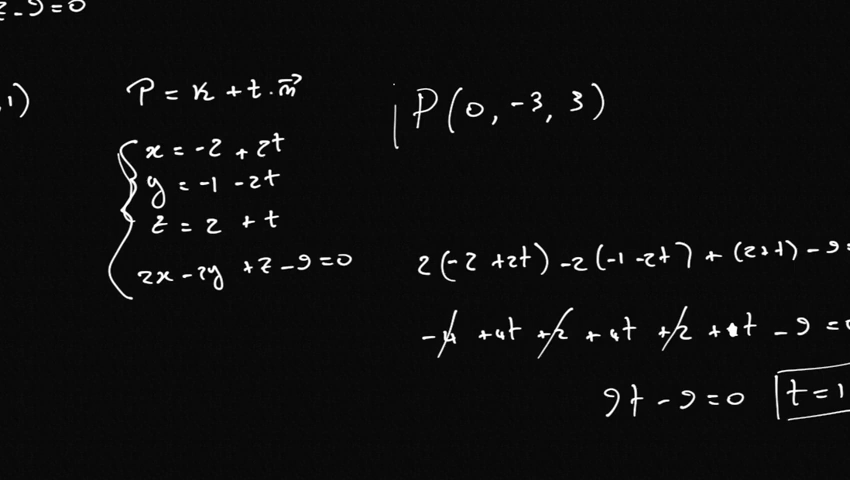 z - 9 = 0
, 1)
P = K + t · n⃗
P(0, -3, 3)
x = -2 + 2t
y = -1 - 2t
z = 2 + t
2x - 2y + z - 9 = 0
2(-2 + 2t) - 2(-1 - 2t) + (2 + t) - 9 =
-4 + 4t + 2 + 4t + 2 + t - 9 = 0
9t - 9 = 0 t = 1